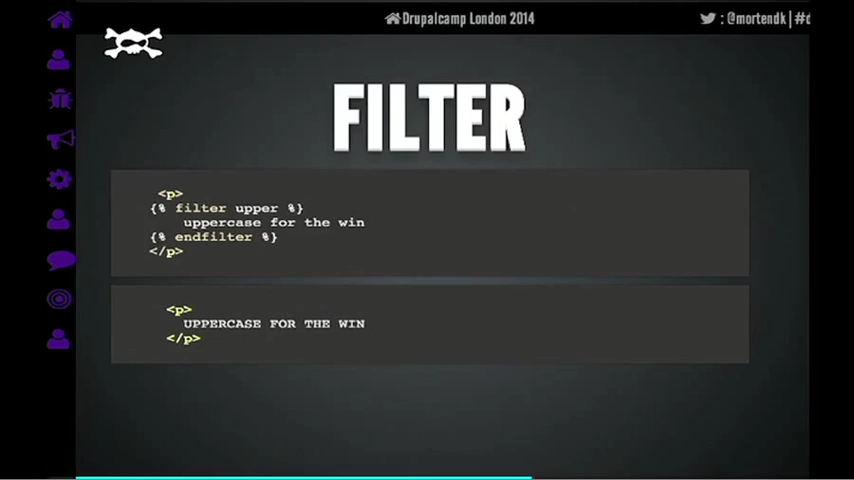 Drupalcamp London 2014
: @mortendk | #d
FILTER
<p>
{% filter upper %}
uppercase for the win
{% endfilter %}
</p>
<p>
UPPERCASE FOR THE WIN
</p>